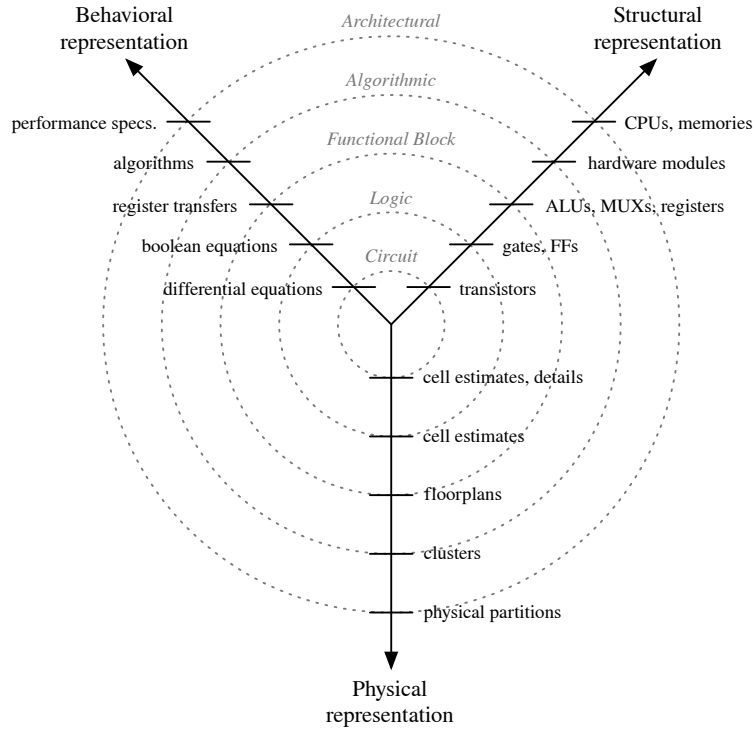 Behavioral
representation
Structural
representation
Architectural
Algorithmic
Functional Block
Logic
Circuit
performance specs.
algorithms
register transfers
boolean equations
differential equations
CPUs, memories
hardware modules
ALUs, MUXs, registers
gates, FFs
transistors
cell estimates, details
cell estimates
floorplans
clusters
physical partitions
Physical
representation